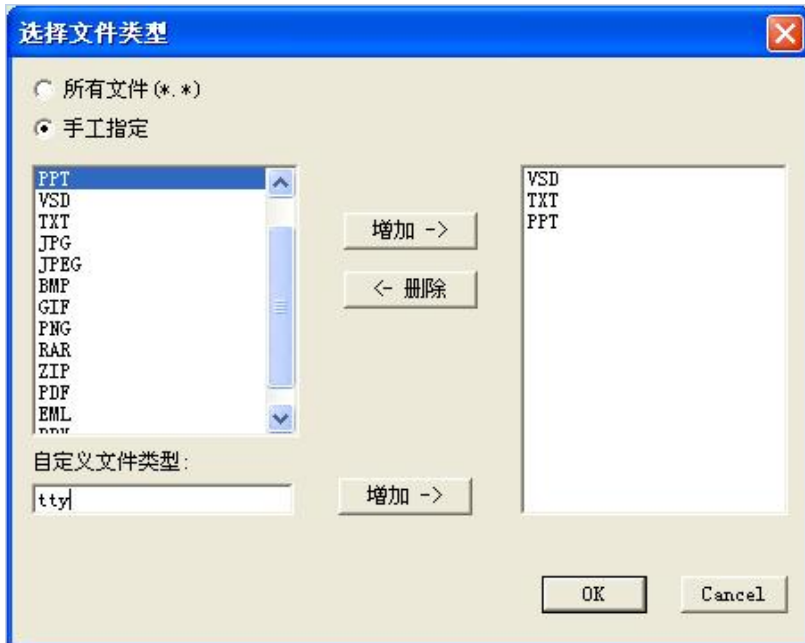 选择文件类型
所有文件(*.*)
手工指定
PPT
VSD
TXT
JPG
JPEG
BMP
GIF
PNG
RAR
ZIP
PDF
EML
增加 ->
<- 删除
VSD
TXT
PPT
自定义文件类型:
tty
增加 ->
OK
Cancel